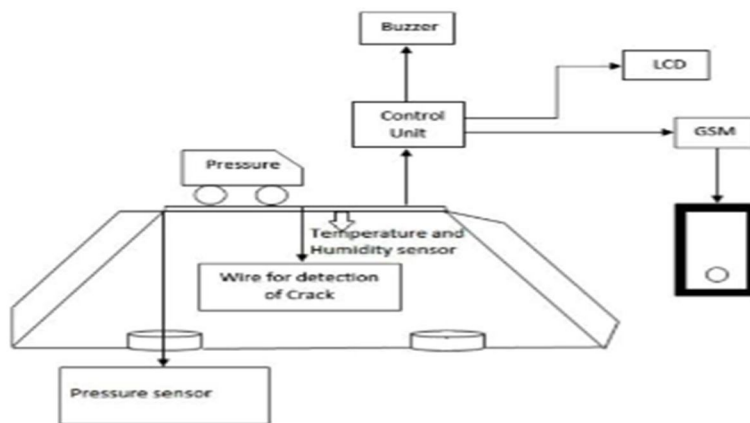 Buzzer
LCD
Control
Unit
GSM
Pressure
Temperature and
Humidity sensor
Wire for detection
of Crack
Pressure sensor